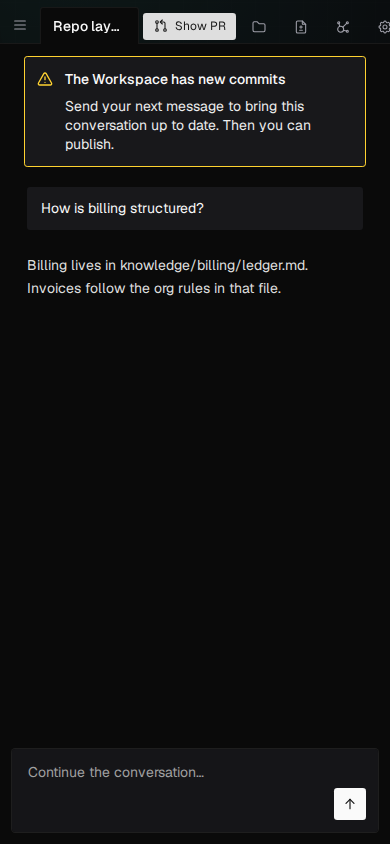 Repo lay...
Show PR
The Workspace has new commits
Send your next message to bring this
conversation up to date. Then you can
publish.
How is billing structured?
Billing lives in knowledge/billing/ledger.md.
Invoices follow the org rules in that file.
Continue the conversation...